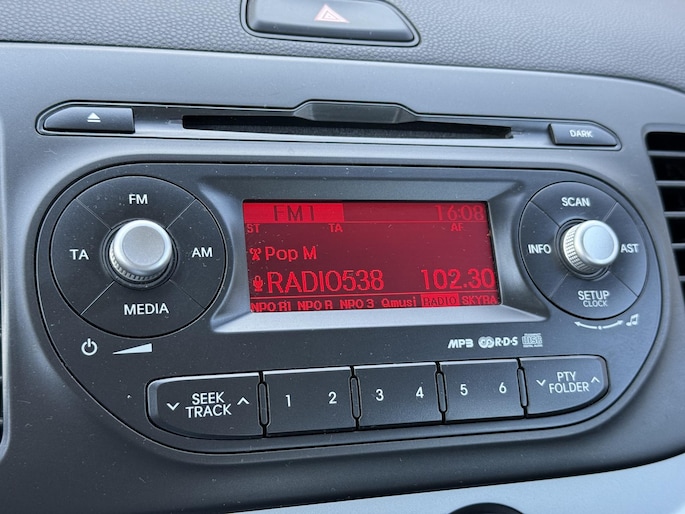 DARK
FM
TA
AM
MEDIA
FM1 16:08
ST TA AF
Pop M
RADIO538 102.30
NPO R1 NPO R NPO 3 Qmusi RADIO SKYRA
SCAN
INFO
AST
SETUP
CLOCK
MP3 R·D·S DISC
SEEK
TRACK
1 2 3 4 5 6
PTY
FOLDER